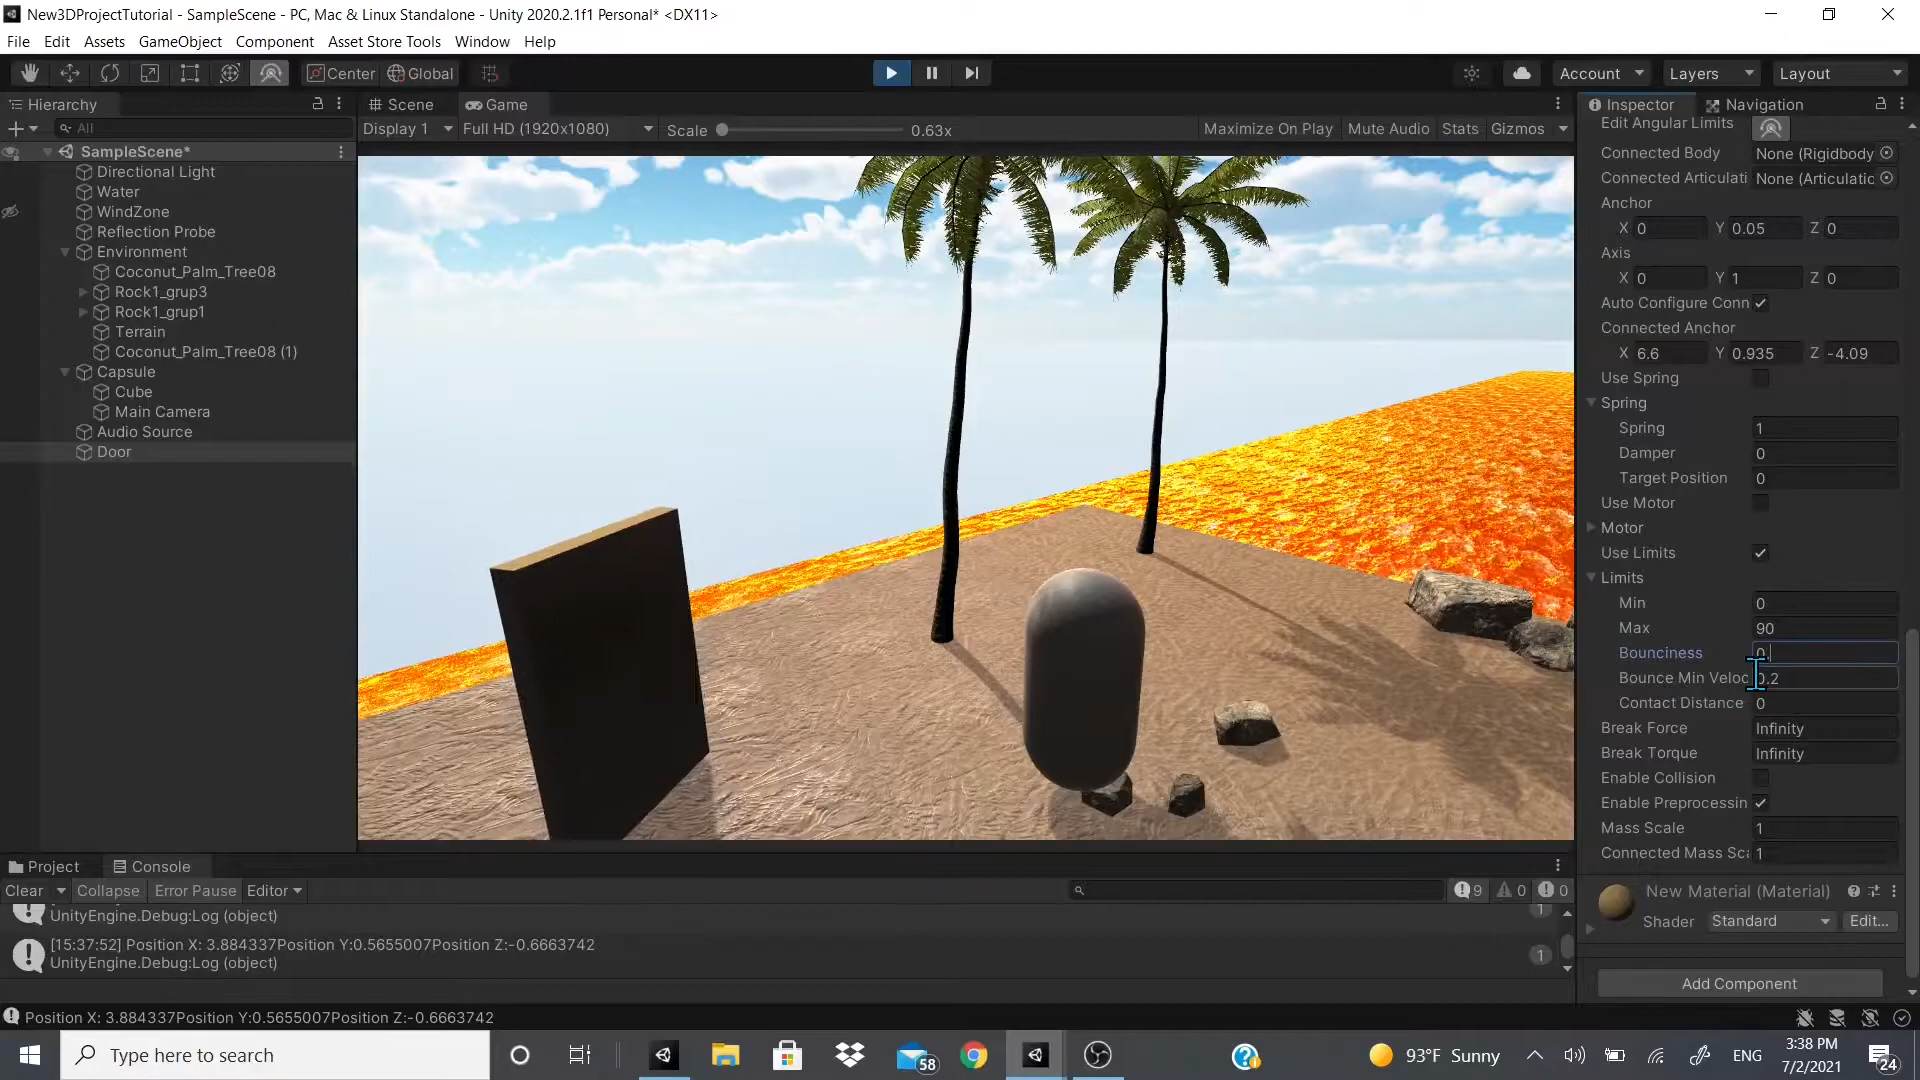 New3DProjectTutorial - SampleScene - PC, Mac & Linux Standalone - Unity 2020.2.1f1 Personal* <DX11>
File Edit Assets GameObject Component Asset Store Tools Window Help
Center Global Account Layers Layout
Hierarchy
All
SampleScene*
Directional Light
Water
WindZone
Reflection Probe
Environment
Coconut_Palm_Tree08
Rock1_grup3
Rock1_grup1
Terrain
Coconut_Palm_Tree08 (1)
Capsule
Cube
Main Camera
Audio Source
Door
Scene Game
Display 1 Full HD (1920x1080) Scale 0.63x Maximize On Play Mute Audio Stats Gizmos
Inspector Navigation
Edit Angular Limits
Connected Body None (Rigidbody
Connected Articulati None (Articulatic
Anchor
X 0 Y 0.05 Z 0
Axis
X 0 Y 1 Z 0
Auto Configure Conn
Connected Anchor
X 6.6 Y 0.935 Z -4.09
Use Spring
Spring
Spring 1
Damper 0
Target Position 0
Use Motor
Motor
Use Limits
Limits
Min 0
Max 90
Bounciness 0.
Bounce Min Veloc 0.2
Contact Distance 0
Break Force Infinity
Break Torque Infinity
Enable Collision
Enable Preprocessin
Mass Scale 1
Connected Mass Sca 1
New Material (Material)
Shader Standard Edit...
Add Component
Project Console
Clear Collapse Error Pause Editor 9 0 0
UnityEngine.Debug:Log (object) 1
[15:37:52] Position X: 3.884337Position Y:0.5655007Position Z:-0.6663742
UnityEngine.Debug:Log (object) 1
Position X: 3.884337Position Y:0.5655007Position Z:-0.6663742
Type here to search 58 93°F Sunny ENG 3:38 PM
7/2/2021 24